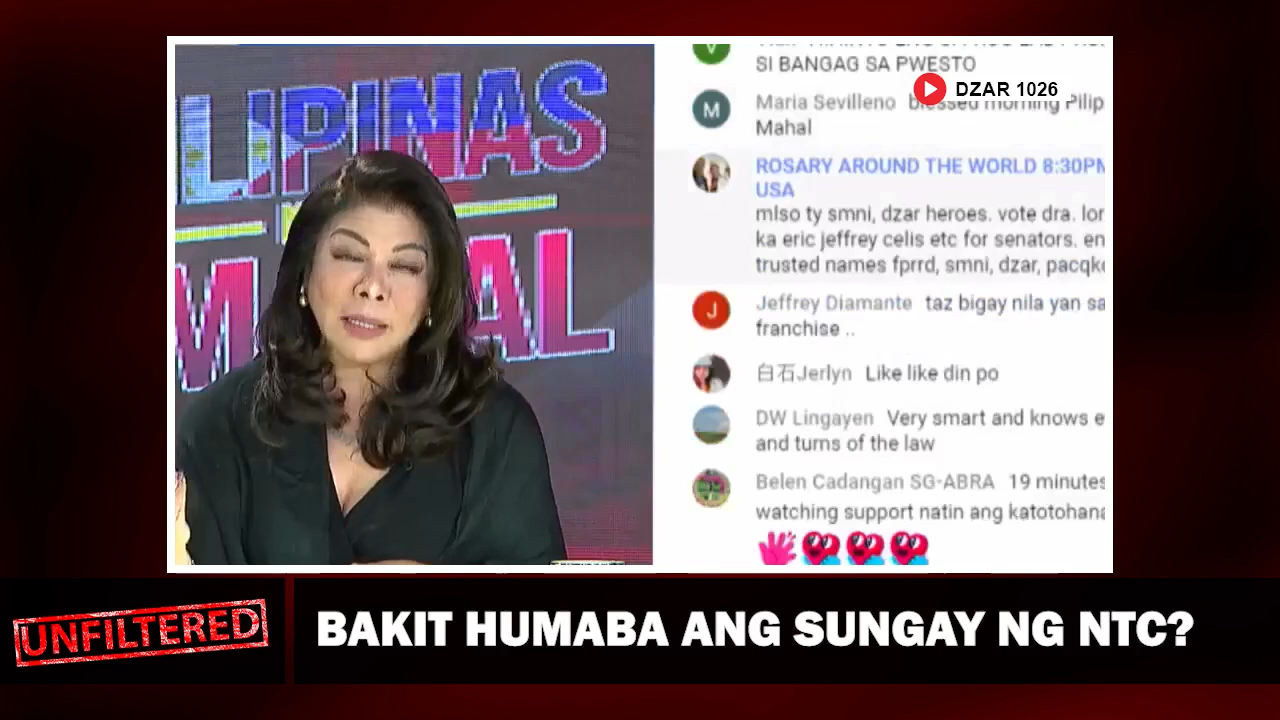 LIPINAS
M AL
SI BANGAG SA PWESTO
DZAR 1026
Maria Sevilleno blessed morning Pilip
Mahal
ROSARY AROUND THE WORLD 8:30PM
USA
mlso ty smni, dzar heroes. vote dra. lor
ka eric jeffrey celis etc for senators. en
trusted names fprrd, smni, dzar, pacqk
Jeffrey Diamante taz bigay nila yan sa
franchise ..
白石Jerlyn Like like din po
DW Lingayen Very smart and knows e
and turns of the law
Belen Cadangan SG-ABRA 19 minutes
watching support natin ang katotohana
UNFILTERED
BAKIT HUMABA ANG SUNGAY NG NTC?